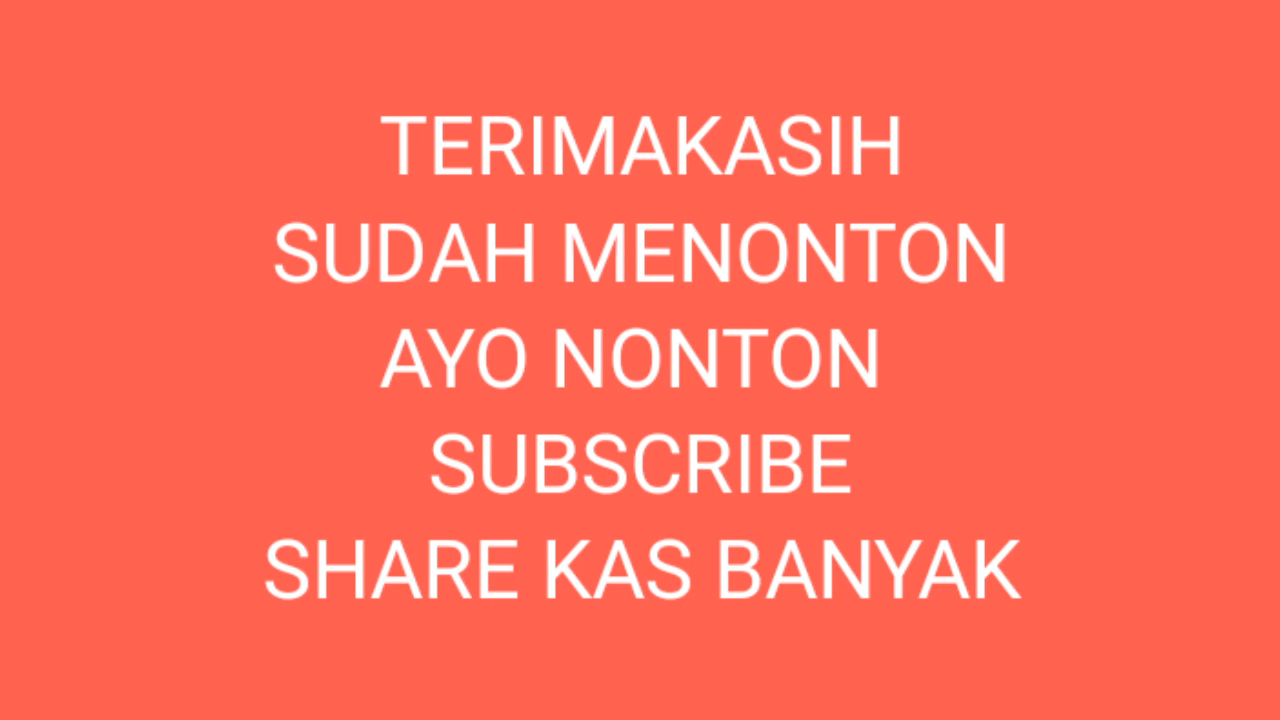 TERIMAKASIH
SUDAH MENONTON
AYO NONTON
SUBSCRIBE
SHARE KAS BANYAK